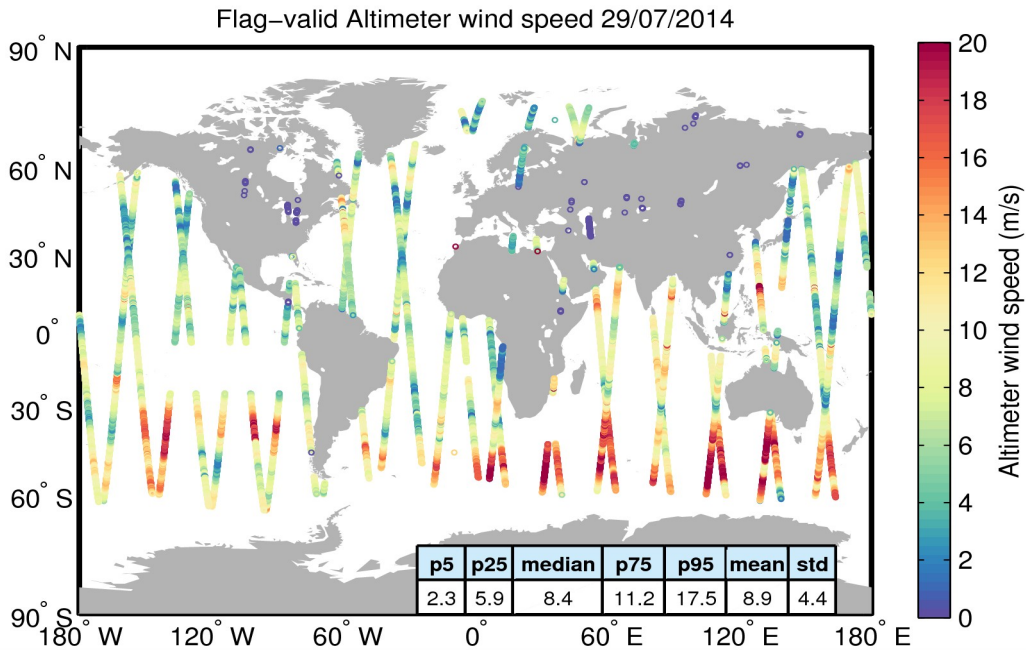 Flag−valid Altimeter wind speed 29/07/2014
90° N
60° N
30° N
0°
30° S
60° S
90° S
180° W
120° W
60° W
0°
60° E
120° E
180° E
p5 p25 median p75 p95 mean std
2.3 5.9 8.4 11.2 17.5 8.9 4.4
20
18
16
14
12
10
8
6
4
2
0
Altimeter wind speed (m/s)